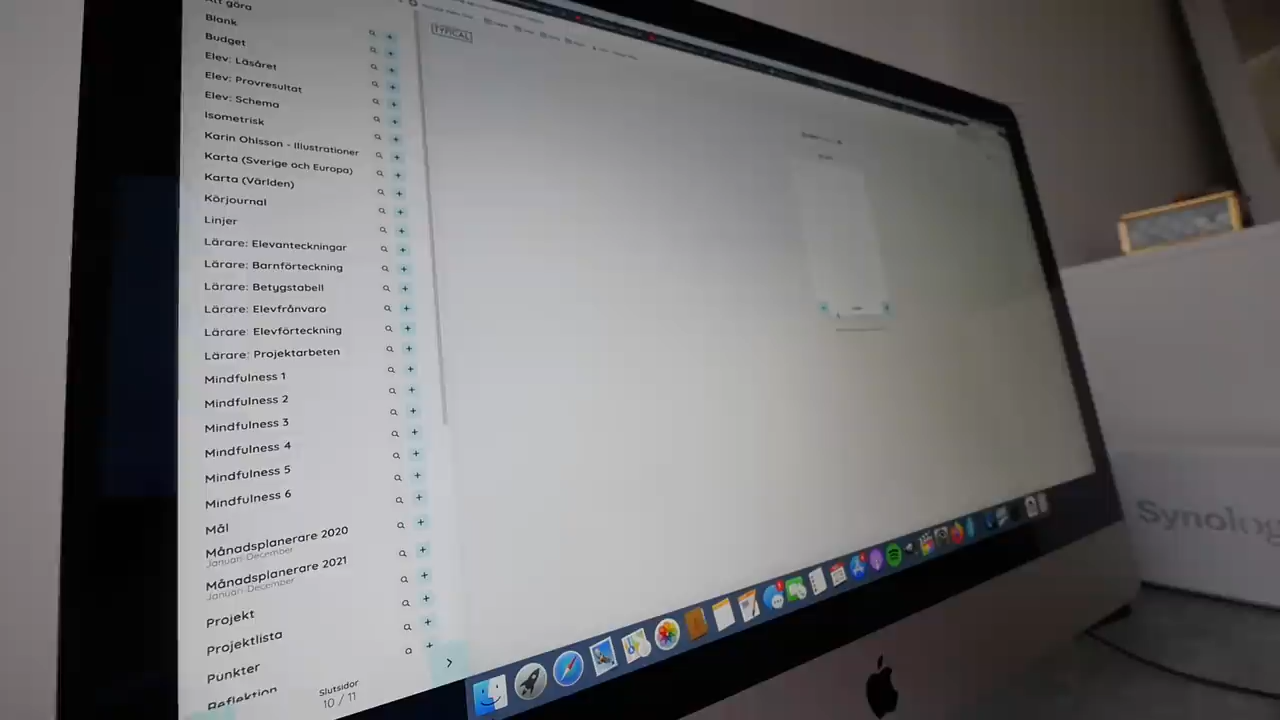 Att göra
Blank
Budget
Elev: Läsåret
Elev: Provresultat
Elev: Schema
Isometrisk
Karin Ohlsson - Illustrationer
Karta (Sverige och Europa)
Karta (Världen)
Körjournal
Linjer
Lärare: Elevanteckningar
Lärare: Barnförteckning
Lärare: Betygstabell
Lärare: Elevfrånvaro
Lärare: Elevförteckning
Lärare: Projektarbeten
Mindfulness 1
Mindfulness 2
Mindfulness 3
Mindfulness 4
Mindfulness 5
Mindfulness 6
Mål
Månadsplanerare 2020
Januari-December
Månadsplanerare 2021
Januari-December
Projekt
Projektlista
Punkter
Reflektion
Slutsidor
10 / 11
TYPICAL
Synolog